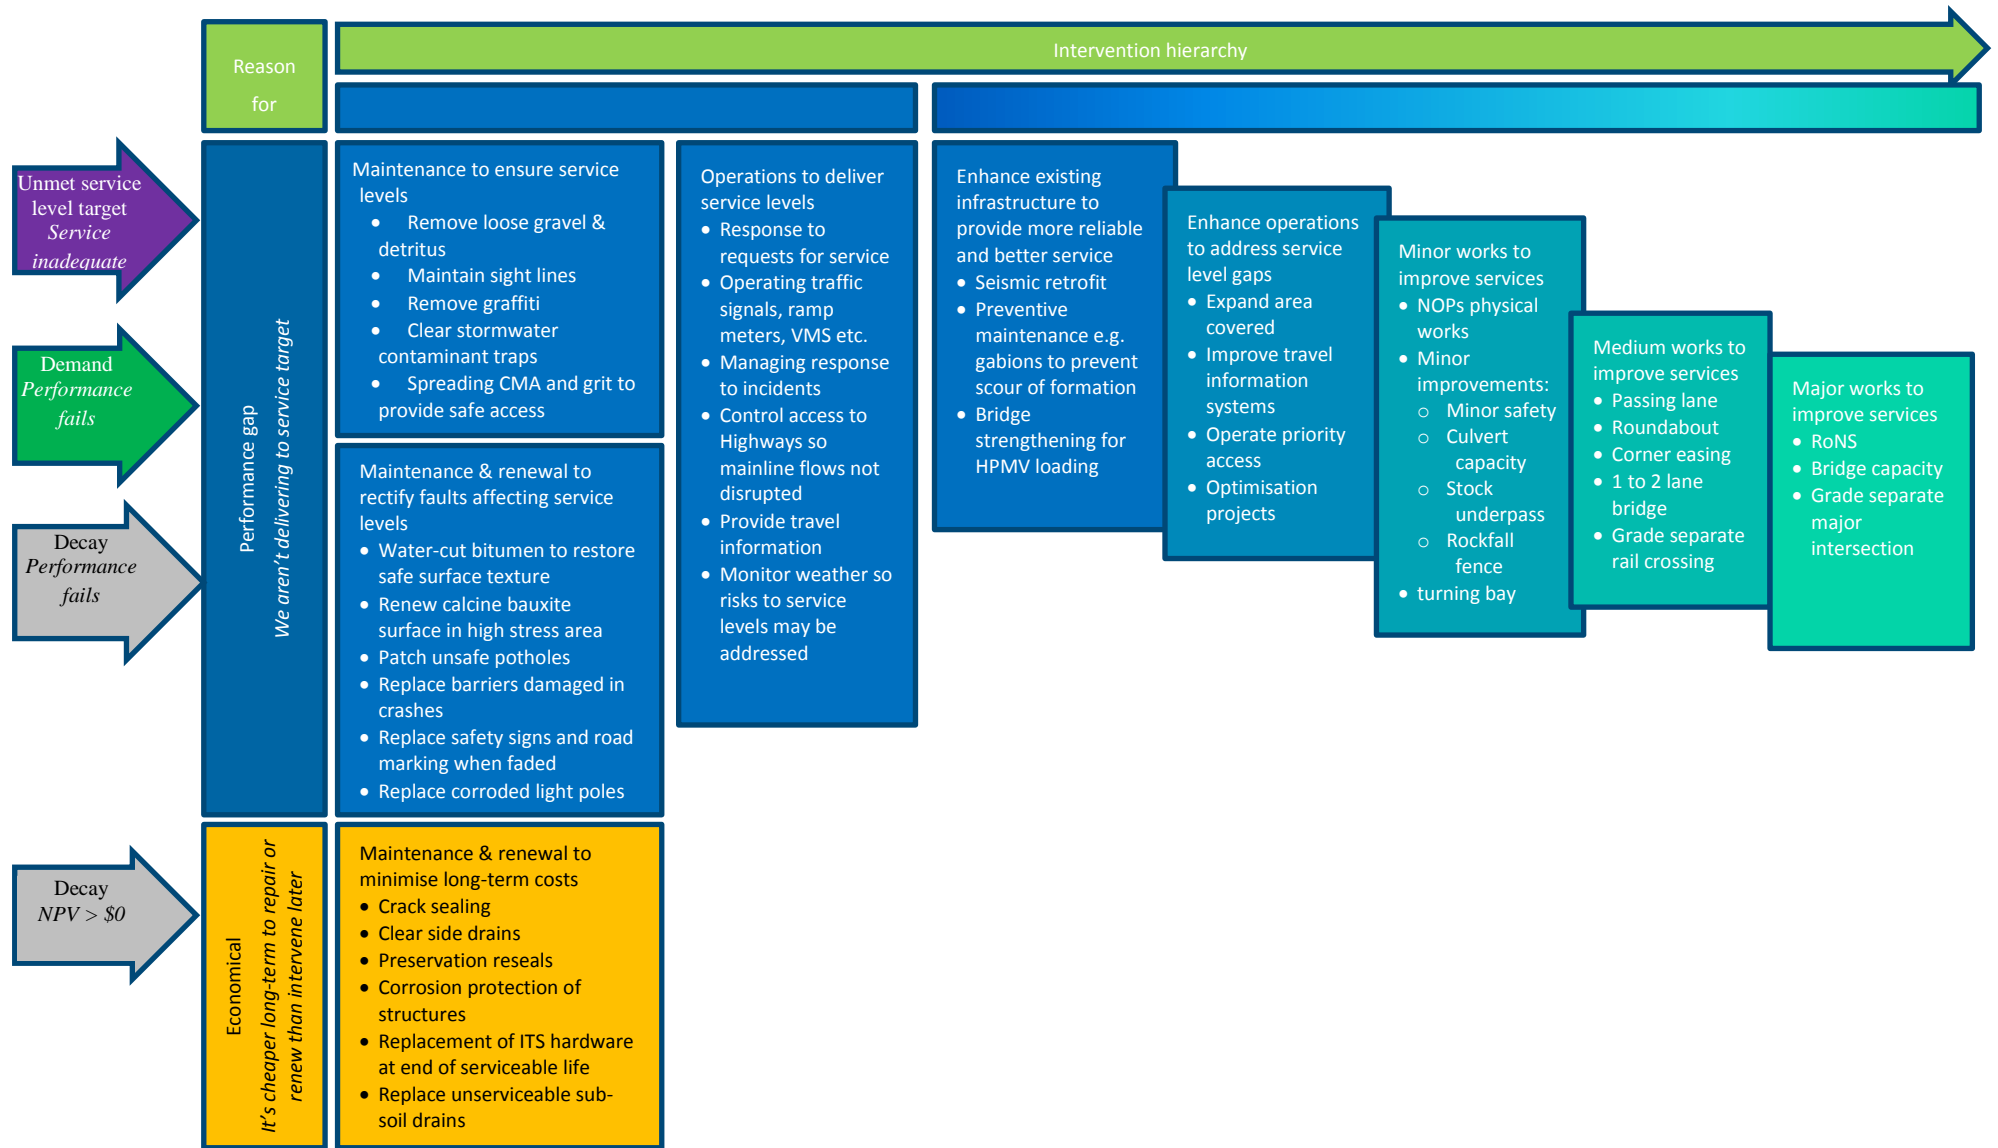 Reason
for
Intervention hierarchy
Unmet service
level target
Service
inadequate
Demand
Performance
fails
Decay
Performance
fails
Decay
NPV > $0
Performance gap
We aren't delivering to service target
Economical
It's cheaper long-term to repair or
renew than intervene later
Maintenance to ensure service
levels
• Remove loose gravel &
detritus
• Maintain sight lines
• Remove graffiti
• Clear stormwater
contaminant traps
• Spreading CMA and grit to
provide safe access
Maintenance & renewal to
rectify faults affecting service
levels
• Water-cut bitumen to restore
safe surface texture
• Renew calcine bauxite
surface in high stress area
• Patch unsafe potholes
• Replace barriers damaged in
crashes
• Replace safety signs and road
marking when faded
• Replace corroded light poles
Maintenance & renewal to
minimise long-term costs
• Crack sealing
• Clear side drains
• Preservation reseals
• Corrosion protection of
structures
• Replacement of ITS hardware
at end of serviceable life
• Replace unserviceable sub-
soil drains
Operations to deliver
service levels
• Response to
requests for service
• Operating traffic
signals, ramp
meters, VMS etc.
• Managing response
to incidents
• Control access to
Highways so
mainline flows not
disrupted
• Provide travel
information
• Monitor weather so
risks to service
levels may be
addressed
Enhance existing
infrastructure to
provide more reliable
and better service
• Seismic retrofit
• Preventive
maintenance e.g.
gabions to prevent
scour of formation
• Bridge
strengthening for
HPMV loading
Enhance operations
to address service
level gaps
• Expand area
covered
• Improve travel
information
systems
• Operate priority
access
• Optimisation
projects
Minor works to
improve services
• NOPs physical
works
• Minor
improvements:
o Minor safety
o Culvert
capacity
o Stock
underpass
o Rockfall
fence
• turning bay
Medium works to
improve services
• Passing lane
• Roundabout
• Corner easing
• 1 to 2 lane
bridge
• Grade separate
rail crossing
Major works to
improve services
• RoNS
• Bridge capacity
• Grade separate
major
intersection